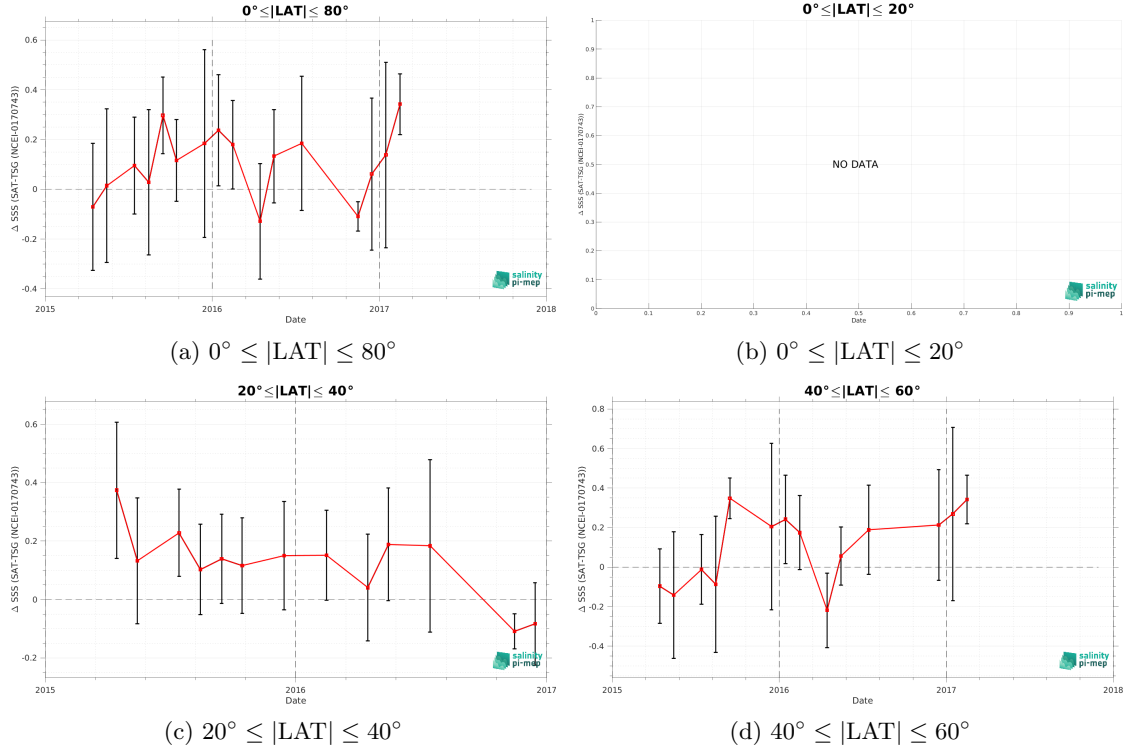 0°≤|LAT|≤ 80°
Δ SSS (SAT-TSG (NCEI-0170743))
0.6
0.4
0.2
0
-0.2
-0.4
2015
2016
2017
2018
Date
salinity
pi-mep
(a) 0° ≤ |LAT| ≤ 80°
0°≤|LAT|≤ 20°
Δ SSS (SAT-TSG (NCEI-0170743))
1
0.9
0.8
0.7
0.6
0.5
0.4
0.3
0.2
0.1
0
NO DATA
0
0.1
0.2
0.3
0.4
0.5
0.6
0.7
0.8
0.9
1
Date
salinity
pi-mep
(b) 0° ≤ |LAT| ≤ 20°
20°≤|LAT|≤ 40°
Δ SSS (SAT-TSG (NCEI-0170743))
0.6
0.4
0.2
0
-0.2
2015
2016
2017
Date
salinity
pi-mep
(c) 20° ≤ |LAT| ≤ 40°
40°≤|LAT|≤ 60°
Δ SSS (SAT-TSG (NCEI-0170743))
0.8
0.6
0.4
0.2
0
-0.2
-0.4
2015
2016
2017
2018
Date
salinity
pi-mep
(d) 40° ≤ |LAT| ≤ 60°